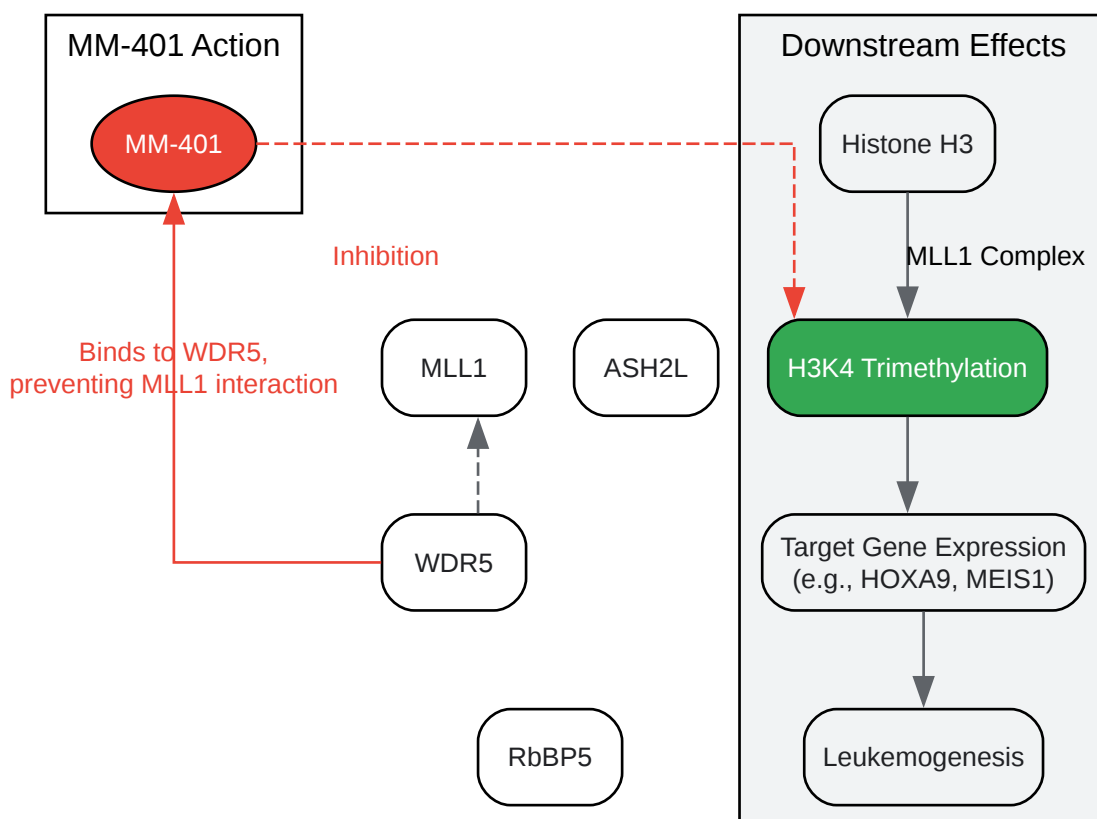 MM-401 Action
Downstream Effects
MM-401
Histone H3
Inhibition
MLL1 Complex
Binds to WDR5,
preventing MLL1 interaction
MLL1
ASH2L
H3K4 Trimethylation
WDR5
Target Gene Expression
(e.g., HOXA9, MEIS1)
RbBP5
Leukemogenesis